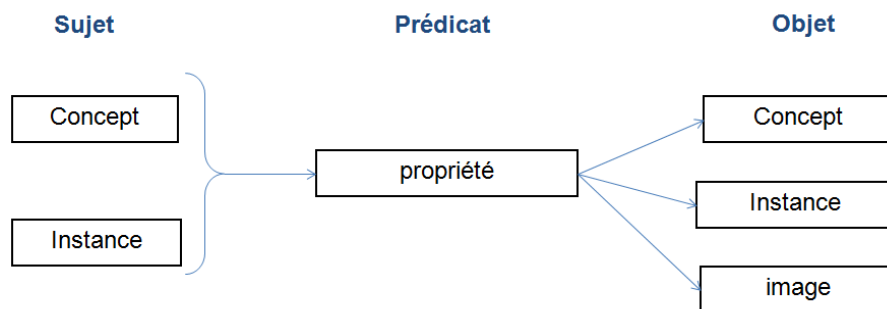 Sujet
Prédicat
Objet
Concept
Concept
propriété
Instance
Instance
image